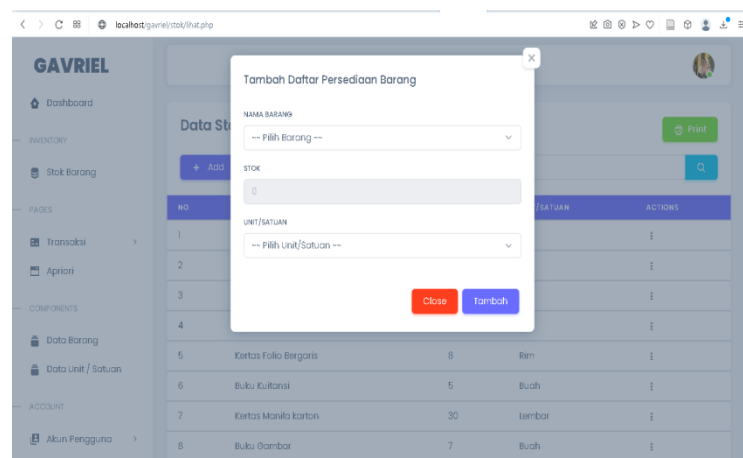 localhost/gavriel/stok/lihat.php
GAVRIEL
Dashboard
INVENTORY
Stok Barang
PAGES
Transaksi
Apriori
COMPONENTS
Data Barang
Data Unit / Satuan
ACCOUNT
Akun Pengguna
Data Sto
Print
+ Add
NO
/SATUAN
ACTIONS
1
2
3
4
5 Kertas Folio Bergaris 8 Rim
6 Buku Kuitansi 5 Buah
7 Kertas Manila karton 30 Lembar
8 Buku Gambar 7 Buah
Tambah Daftar Persediaan Barang
NAMA BARANG
-- Pilih Barang --
STOK
0
UNIT/SATUAN
-- Pilih Unit/Satuan --
Close
Tambah